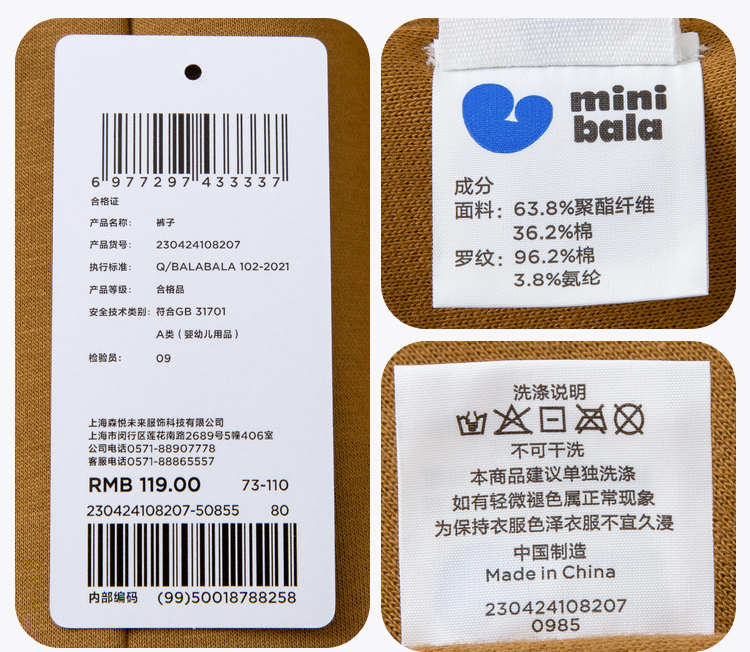 6 977297 433337
合格证
产品名称： 裤子
产品货号： 230424108207
执行标准： Q/BALABALA 102-2021
产品等级： 合格品
安全技术类别： 符合GB 31701
A类（婴幼儿用品）
检验员： 09
上海森悦未来服饰科技有限公司
上海市闵行区莲花南路2689号5幢406室
公司电话0571-88907778
客服电话0571-88865557
RMB 119.00 73-110
230424108207-50855 80
内部编码 (99)50018788258
mini
bala
成分
面料：63.8%聚酯纤维
36.2%棉
罗纹：96.2%棉
3.8%氨纶
洗涤说明
不可干洗
本商品建议单独洗涤
如有轻微褪色属正常现象
为保持衣服色泽衣服不宜久浸
中国制造
Made in China
230424108207
0985